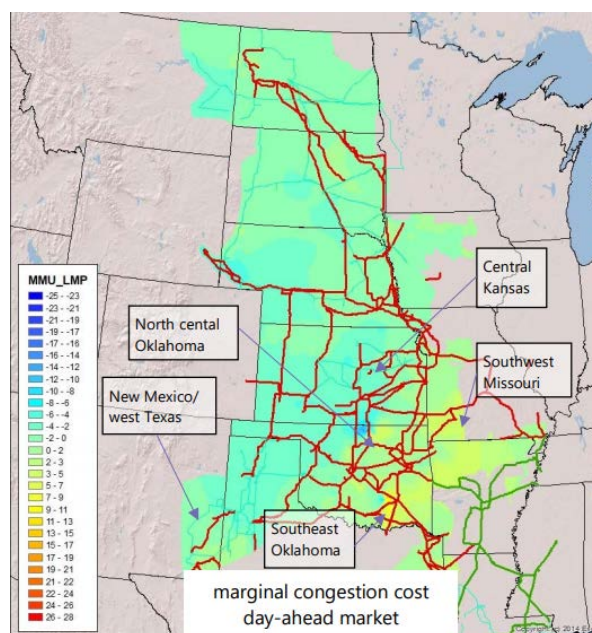 Central
Kansas
North cental
Oklahoma
Southwest
Missouri
New Mexico/
west Texas
MMU_LMP
-25 - -23
-23 - -21
-21 - -19
-19 - -17
-17 - -16
-16 - -14
-14 - -12
-12 - -10
-10 - -8
-8 - -6
-6 - -4
-4 - -2
-2 - 0
0 - 2
2 - 3
3 - 5
5 - 7
7 - 9
9 - 11
11 - 13
13 - 15
15 - 17
17 - 19
19 - 21
21 - 22
22 - 24
24 - 26
26 - 28
Southeast
Oklahoma
marginal congestion cost
day-ahead market
Copyright:© 2014